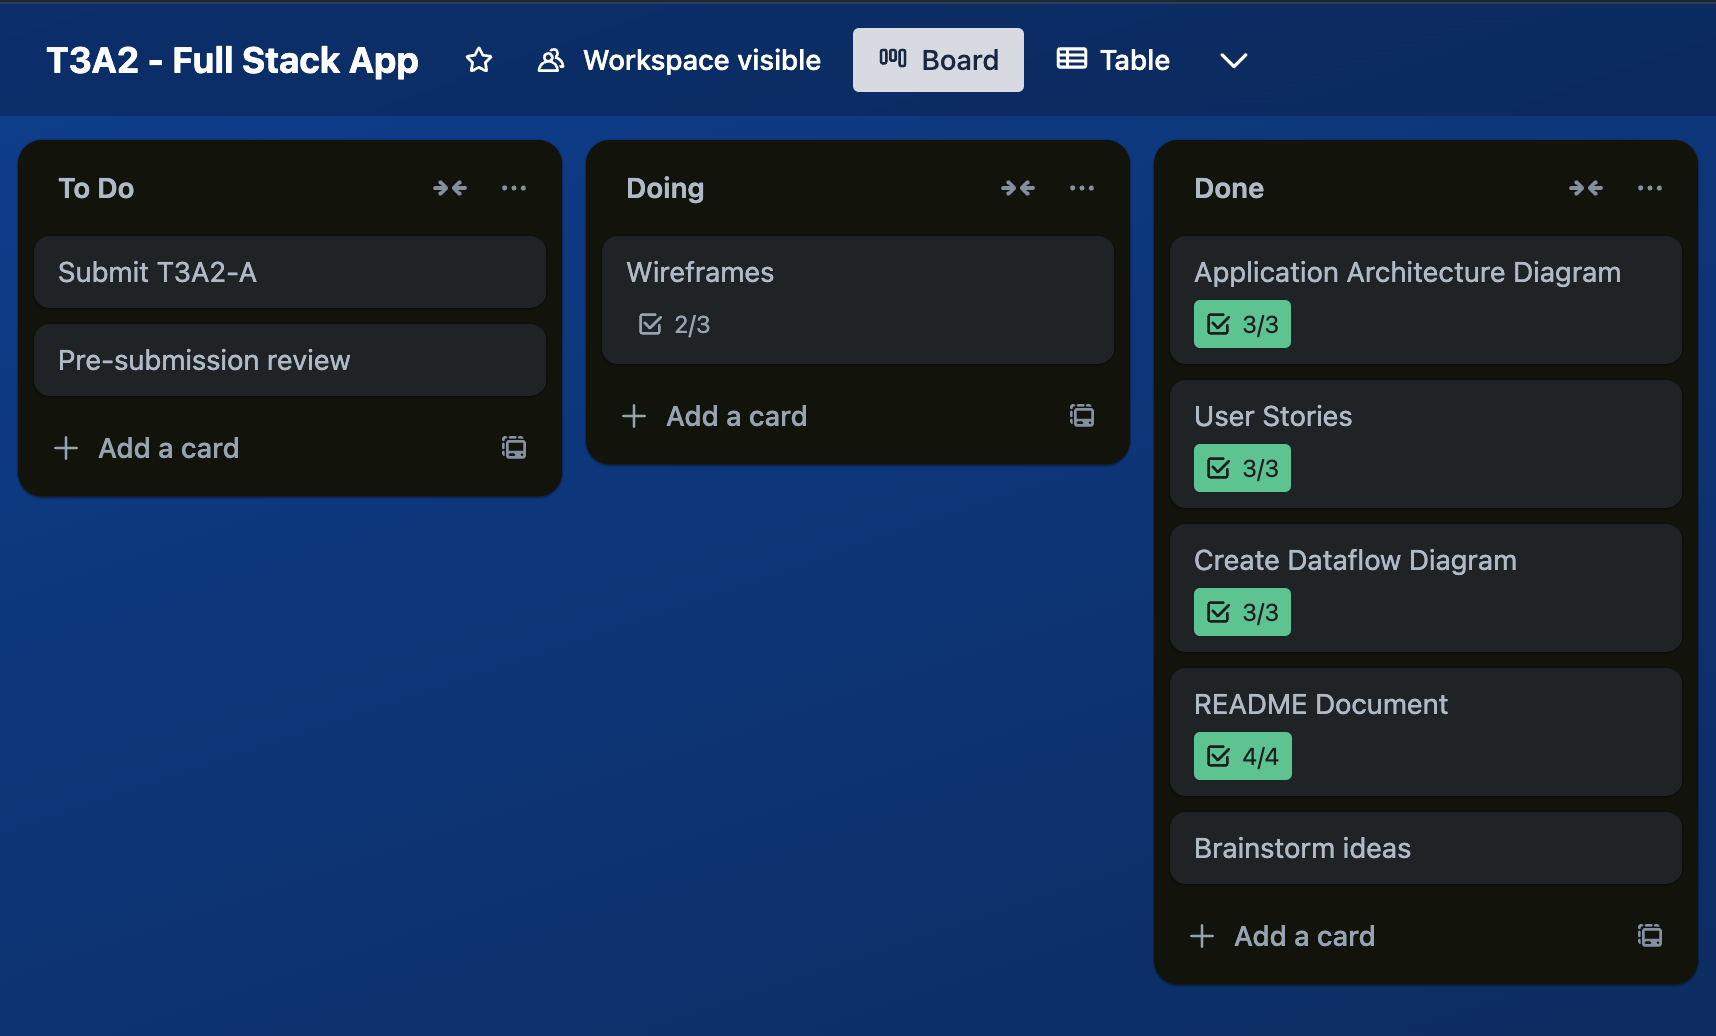 T3A2 - Full Stack App Workspace visible Board Table
To Do
Submit T3A2-A
Pre-submission review
Add a card
Doing
Wireframes
2/3
Add a card
Done
Application Architecture Diagram
3/3
User Stories
3/3
Create Dataflow Diagram
3/3
README Document
4/4
Brainstorm ideas
Add a card